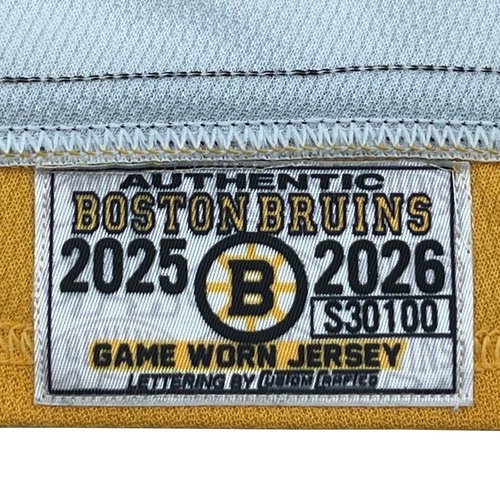 AUTHENTIC
BOSTON BRUINS
2025 B 2026
S30100
GAME WORN JERSEY
LETTERING BY